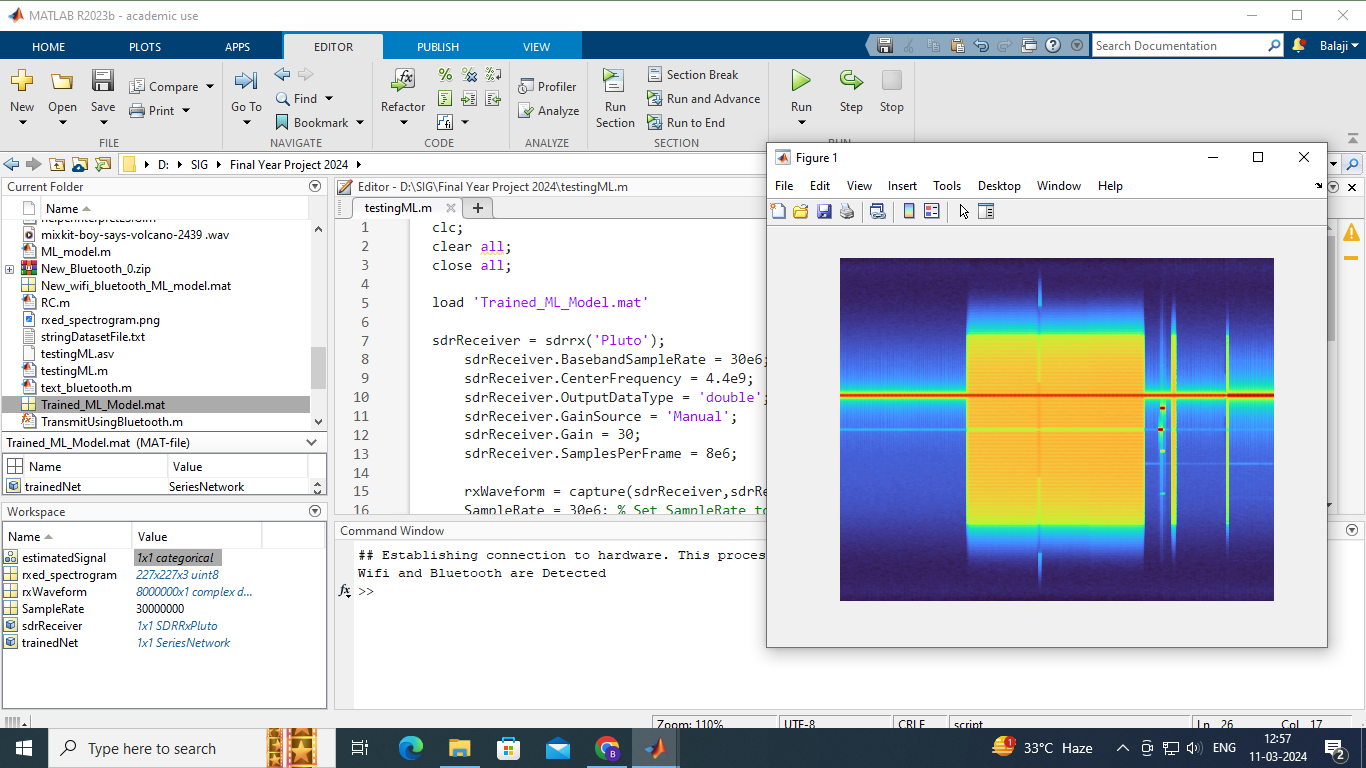 MATLAB R2023b - academic use
HOME PLOTS APPS EDITOR PUBLISH VIEW
Search Documentation
Balaji
New Open Save
Compare
Print
Go To
Find
Bookmark
Refactor
Profiler
Analyze
Run Section
Section Break
Run and Advance
Run to End
Run Step Stop
FILE NAVIGATE CODE ANALYZE SECTION RUN
D: SIG Final Year Project 2024
Current Folder
Name
mixkit-boy-says-volcano-2439 .wav
ML_model.m
New_Bluetooth_0.zip
New_wifi_bluetooth_ML_model.mat
RC.m
rxed_spectrogram.png
stringDatasetFile.txt
testingML.asv
testingML.m
text_bluetooth.m
Trained_ML_Model.mat
TransmitUsingBluetooth.m
Trained_ML_Model.mat (MAT-file)
Name Value
trainedNet SeriesNetwork
Workspace
Name Value
estimatedSignal 1x1 categorical
rxed_spectrogram 227x227x3 uint8
rxWaveform 8000000x1 complex d...
SampleRate 30000000
sdrReceiver 1x1 SDRRxPluto
trainedNet 1x1 SeriesNetwork
Editor - D:\SIG\Final Year Project 2024\testingML.m
testingML.m
1 clc;
2 clear all;
3 close all;
4
5 load 'Trained_ML_Model.mat'
6
7 sdrReceiver = sdrrx('Pluto');
8 sdrReceiver.BasebandSampleRate = 30e6;
9 sdrReceiver.CenterFrequency = 4.4e9;
10 sdrReceiver.OutputDataType = 'double';
11 sdrReceiver.GainSource = 'Manual';
12 sdrReceiver.Gain = 30;
13 sdrReceiver.SamplesPerFrame = 8e6;
14
15 rxWaveform = capture(sdrReceiver,sdrRe
16 SampleRate = 30e6; % Set SampleRate to
Command Window
## Establishing connection to hardware. This proces
Wifi and Bluetooth are Detected
fx >>
Figure 1
File Edit View Insert Tools Desktop Window Help
Zoom: 110% UTF-8 CRLF script Ln 26 Col 17
Type here to search
33°C Haze
ENG
12:57
11-03-2024
2